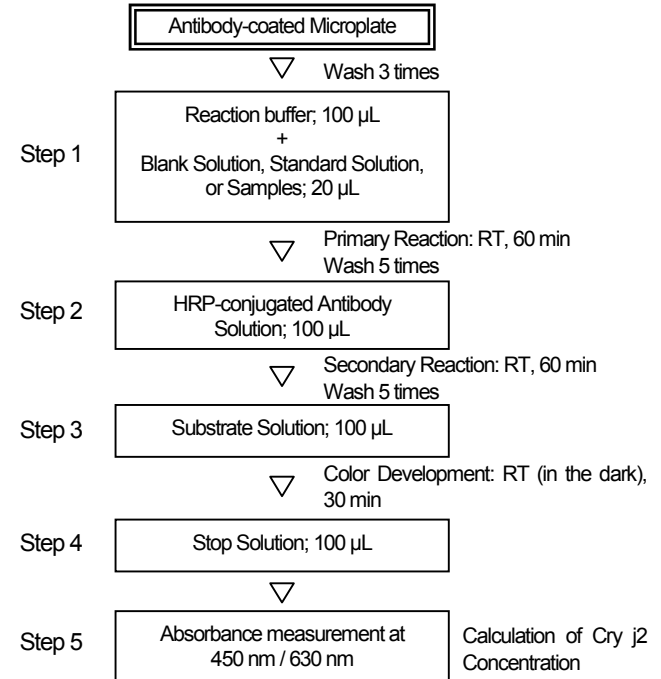 Antibody-coated Microplate
Wash 3 times
Step 1
Reaction buffer; 100 µL
+
Blank Solution, Standard Solution,
or Samples; 20 µL
Primary Reaction: RT, 60 min
Wash 5 times
Step 2
HRP-conjugated Antibody
Solution; 100 µL
Secondary Reaction: RT, 60 min
Wash 5 times
Step 3
Substrate Solution; 100 µL
Color Development: RT (in the dark),
30 min
Step 4
Stop Solution; 100 µL
Step 5
Absorbance measurement at
450 nm / 630 nm
Calculation of Cry j2
Concentration